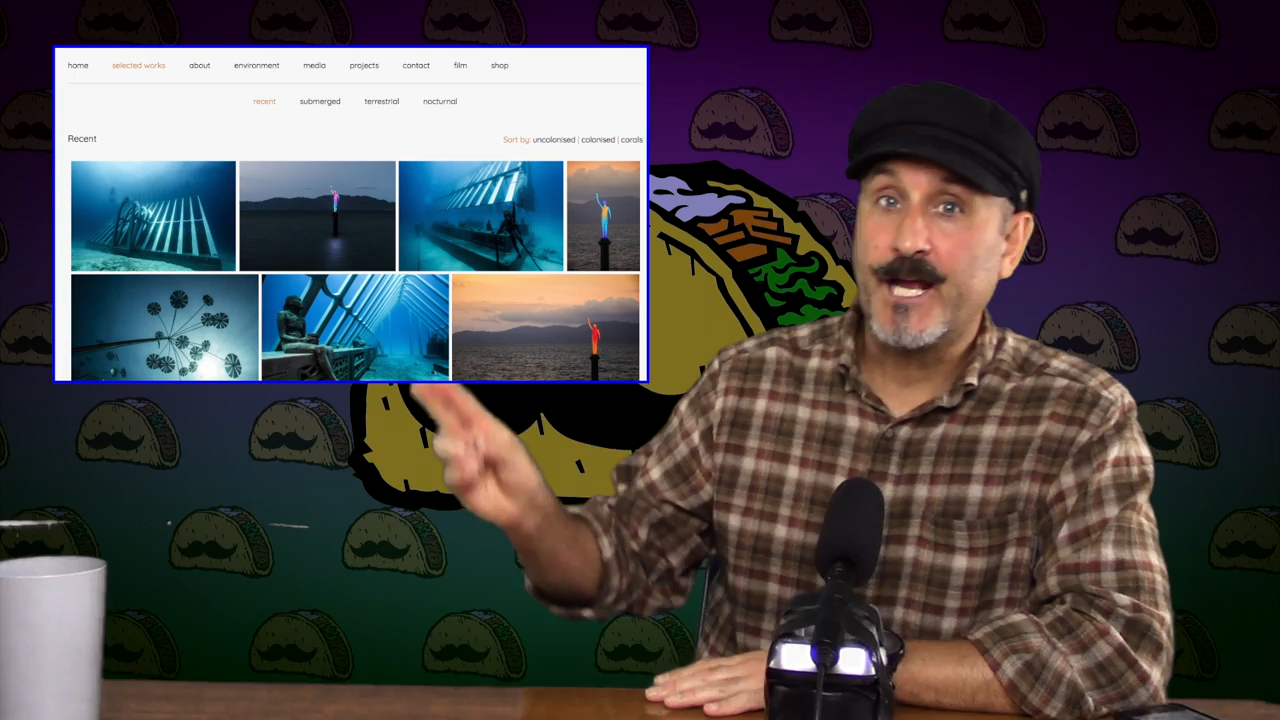 home selected works about environment media projects contact film shop
recent submerged terrestrial nocturnal
Recent
Sort by: uncolonised | colonised | corals